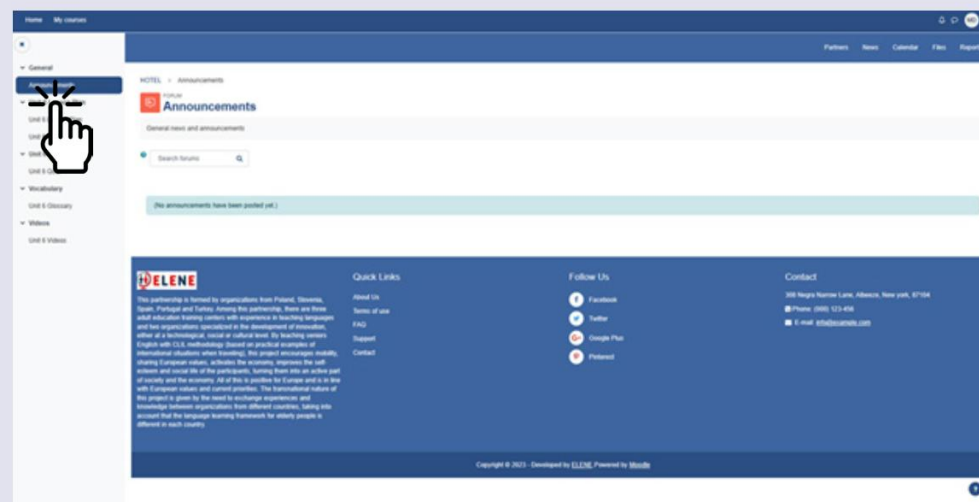 Home My courses
MD
Partners News Calendar Files Report
General
Announcements
Unit 6
Vocabulary
Unit 6 Glossary
Videos
Unit 6 Videos
HOTEL > Announcements
FORUM
Announcements
General news and announcements
Search forums
(No announcements have been posted yet.)
ELENE
This partnership is formed by organizations from Poland, Slovenia,
Spain, Portugal and Turkey. Among this partnership, there are three
adult education training centers with experience in teaching languages
and two organizations specialized in the development of innovation,
either at a technological, social or cultural level. By teaching seniors
English with CLIL methodology (based on practical examples of
international situations when traveling), this project encourages mobility,
sharing European values, activates the economy, improves the self-
esteem and social life of the participants, turning them into an active part
of society and the economy. All of this is positive for Europe and is in line
with European values and current priorities. The transnational nature of
this project is given by the need to exchange experiences and
knowledge between organizations from different countries, taking into
account that the language learning framework for elderly people is
different in each country.
Quick Links
About Us
Terms of use
FAQ
Support
Contact
Follow Us
Facebook
Twitter
Google Plus
Pinterest
Contact
308 Negra Narrow Lane, Albeeze, New york, 87104
Phone: (000) 123-456
E-mail: info@example.com
Copyright © 2023 - Developed by ELENE. Powered by Moodle